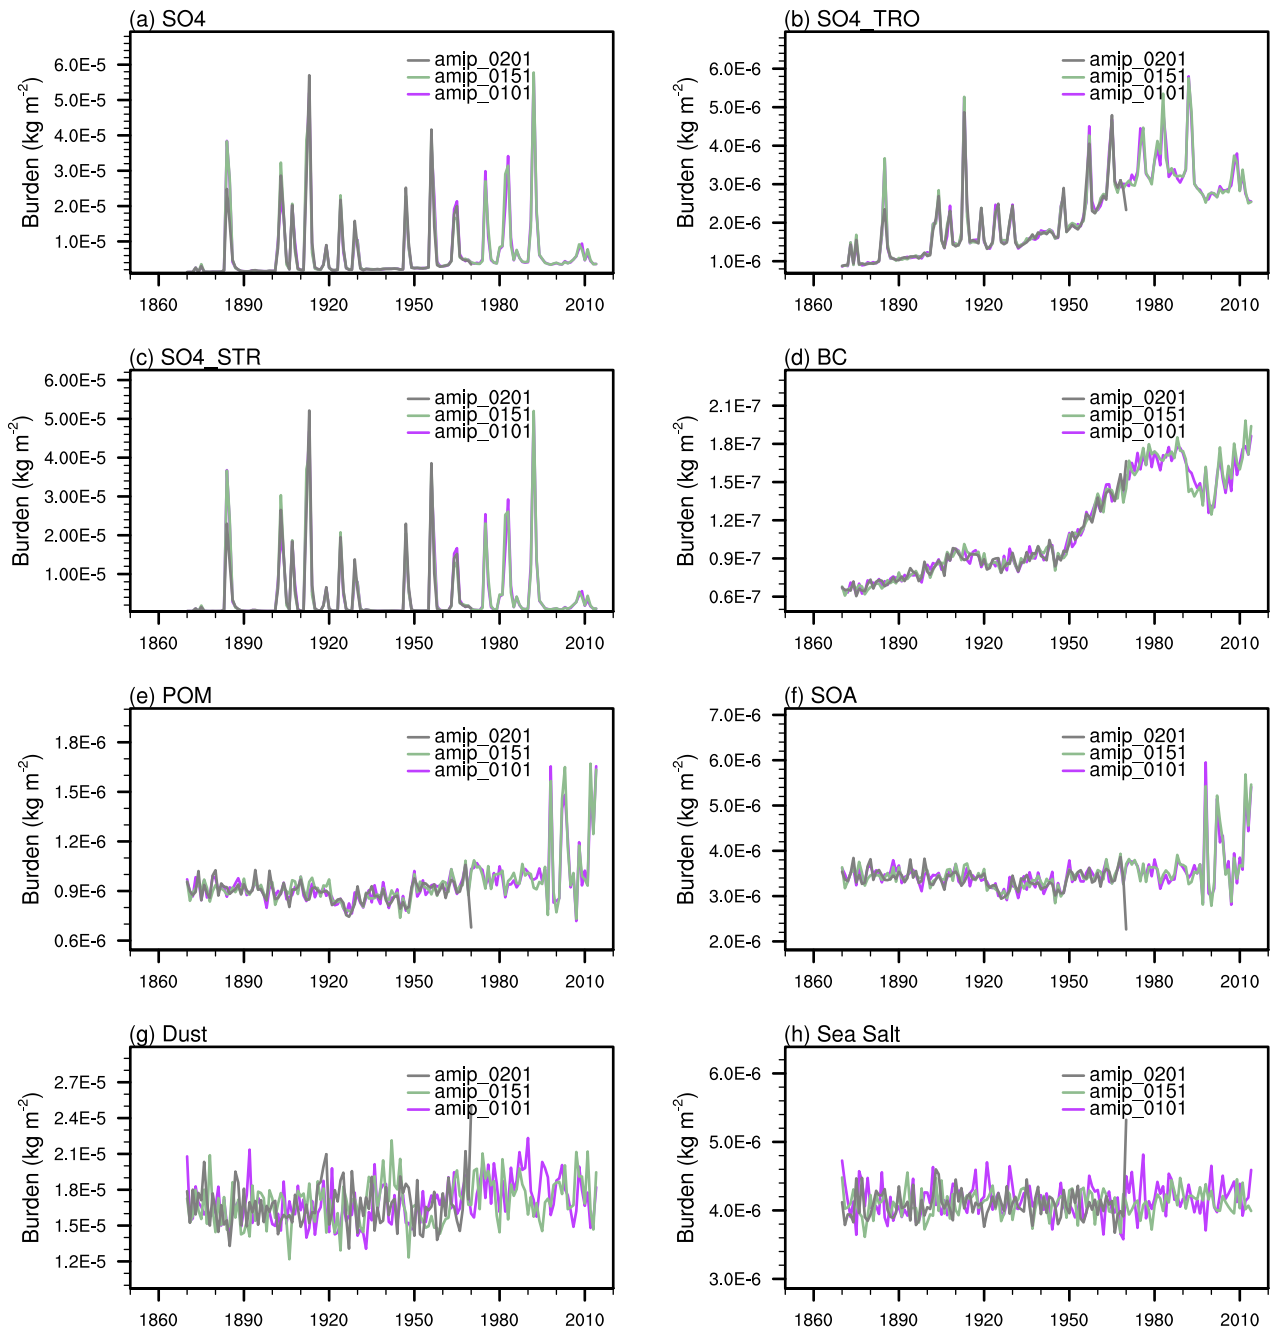 (a) SO4
Burden (kg m-2)
6.0E-5
5.0E-5
4.0E-5
3.0E-5
2.0E-5
1.0E-5
amip_0201
amip_0151
amip_0101
1860 1890 1920 1950 1980 2010
(b) SO4_TRO
Burden (kg m-2)
6.0E-6
5.0E-6
4.0E-6
3.0E-6
2.0E-6
1.0E-6
amip_0201
amip_0151
amip_0101
1860 1890 1920 1950 1980 2010
(c) SO4_STR
Burden (kg m-2)
6.00E-5
5.00E-5
4.00E-5
3.00E-5
2.00E-5
1.00E-5
amip_0201
amip_0151
amip_0101
1860 1890 1920 1950 1980 2010
(d) BC
Burden (kg m-2)
2.1E-7
1.8E-7
1.5E-7
1.2E-7
0.9E-7
0.6E-7
amip_0201
amip_0151
amip_0101
1860 1890 1920 1950 1980 2010
(e) POM
Burden (kg m-2)
1.8E-6
1.5E-6
1.2E-6
0.9E-6
0.6E-6
amip_0201
amip_0151
amip_0101
1860 1890 1920 1950 1980 2010
(f) SOA
Burden (kg m-2)
7.0E-6
6.0E-6
5.0E-6
4.0E-6
3.0E-6
2.0E-6
amip_0201
amip_0151
amip_0101
1860 1890 1920 1950 1980 2010
(g) Dust
Burden (kg m-2)
2.7E-5
2.4E-5
2.1E-5
1.8E-5
1.5E-5
1.2E-5
amip_0201
amip_0151
amip_0101
1860 1890 1920 1950 1980 2010
(h) Sea Salt
Burden (kg m-2)
6.0E-6
5.0E-6
4.0E-6
3.0E-6
amip_0201
amip_0151
amip_0101
1860 1890 1920 1950 1980 2010